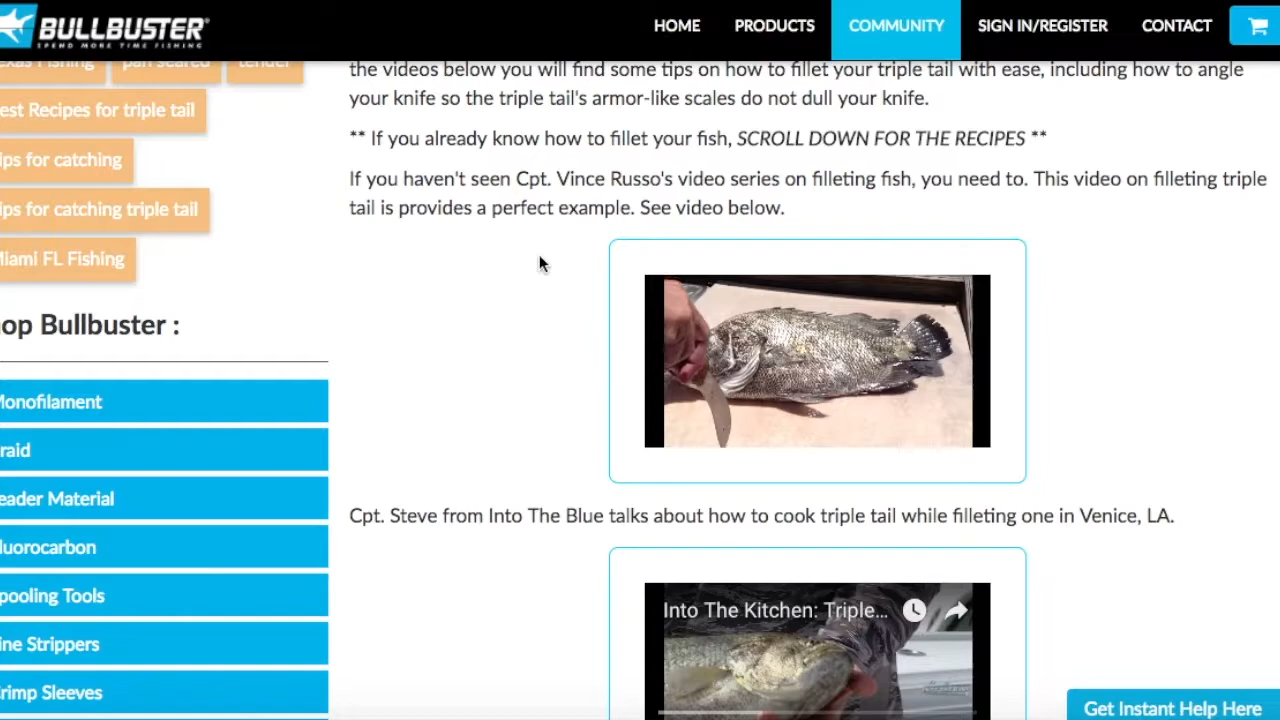 BULLBUSTER
SPEND MORE TIME FISHING
HOME
PRODUCTS
COMMUNITY
SIGN IN/REGISTER
CONTACT
exas Fishing
pan seared
tender
est Recipes for triple tail
ips for catching
ips for catching triple tail
Miami FL Fishing
op Bullbuster :
Monofilament
raid
eader Material
luorocarbon
pooling Tools
ine Strippers
rimp Sleeves
the videos below you will find some tips on how to fillet your triple tail with ease, including how to angle
your knife so the triple tail's armor-like scales do not dull your knife.
** If you already know how to fillet your fish, SCROLL DOWN FOR THE RECIPES **
If you haven't seen Cpt. Vince Russo's video series on filleting fish, you need to. This video on filleting triple
tail is provides a perfect example. See video below.
Cpt. Steve from Into The Blue talks about how to cook triple tail while filleting one in Venice, LA.
Into The Kitchen: Triple...
Get Instant Help Here